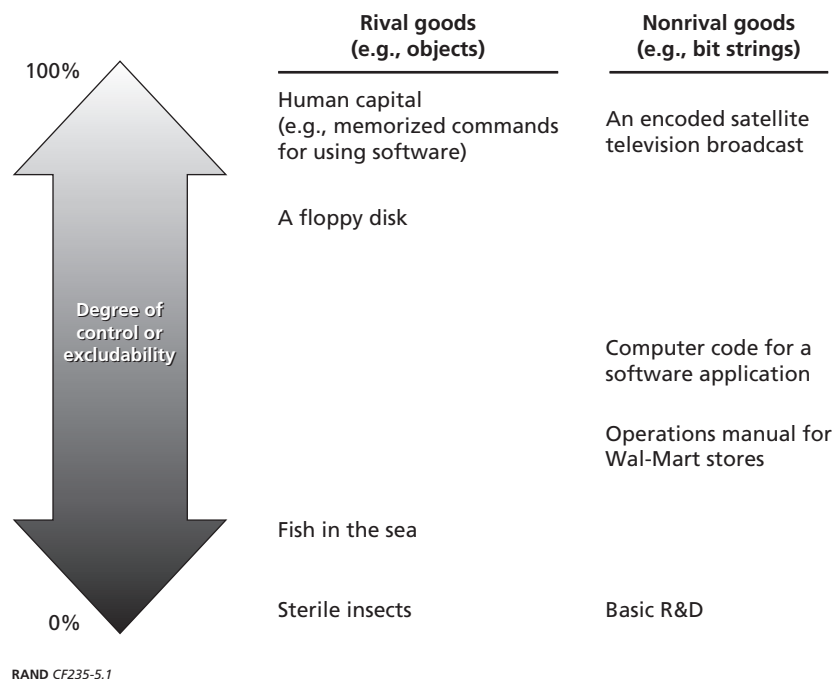 Rival goods
(e.g., objects)
Nonrival goods
(e.g., bit strings)
100%
Human capital
(e.g., memorized commands
for using software)
An encoded satellite
television broadcast
A floppy disk
Degree of
control or
excludability
Computer code for a
software application
Operations manual for
Wal-Mart stores
Fish in the sea
0%
Sterile insects
Basic R&D
RAND CF235-5.1